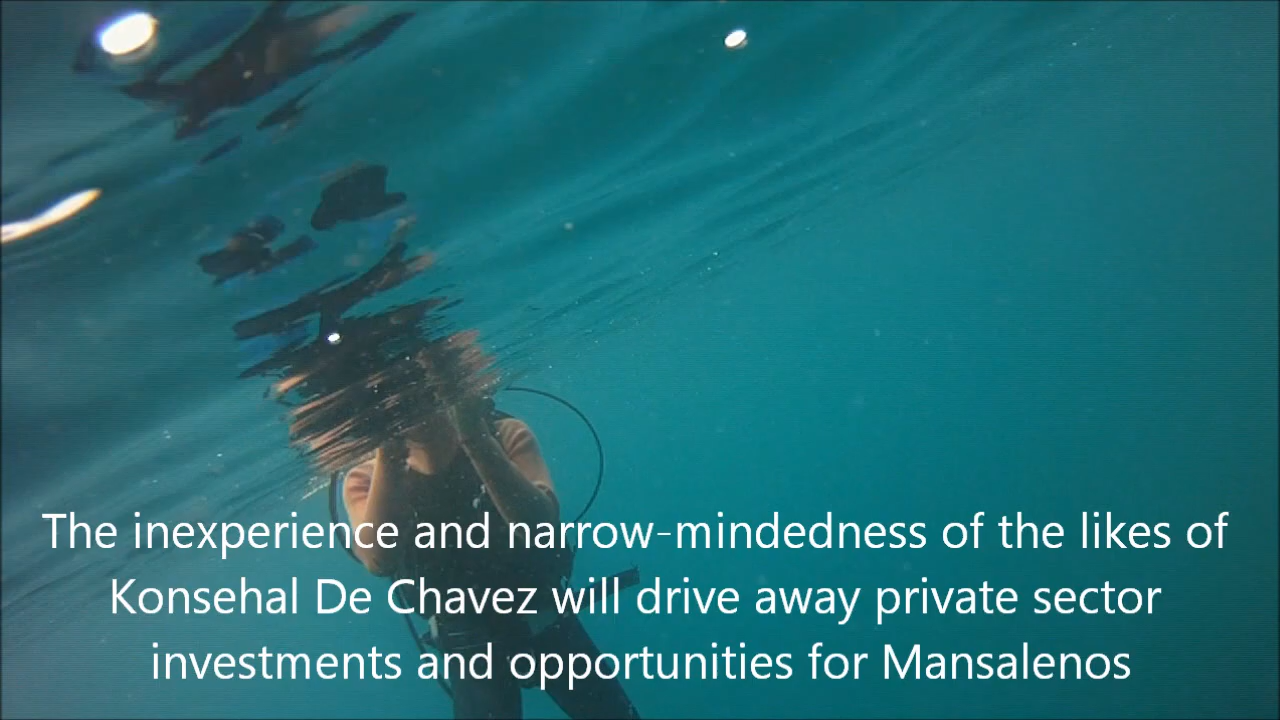 The inexperience and narrow-mindedness of the likes of
Konsehal De Chavez will drive away private sector
investments and opportunities for Mansalenos